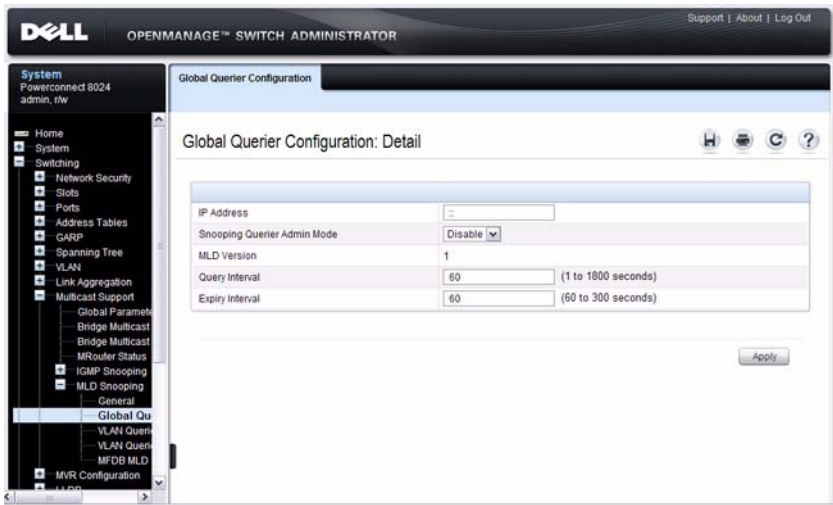 Support | About | Log Out
DELL
OPENMANAGE™ SWITCH ADMINISTRATOR
System
Powerconnect 8024
admin, r/w
Global Querier Configuration
Home
System
Switching
Network Security
Slots
Ports
Address Tables
GARP
Spanning Tree
VLAN
Link Aggregation
Multicast Support
Global Paramete
Bridge Multicast
Bridge Multicast
MRouter Status
IGMP Snooping
MLD Snooping
General
Global Qu
VLAN Queri
VLAN Queri
MFDB MLD
MVR Configuration
LLDP
Global Querier Configuration: Detail
IP Address ::
Snooping Querier Admin Mode Disable
MLD Version 1
Query Interval 60 (1 to 1800 seconds)
Expiry Interval 60 (60 to 300 seconds)
Apply